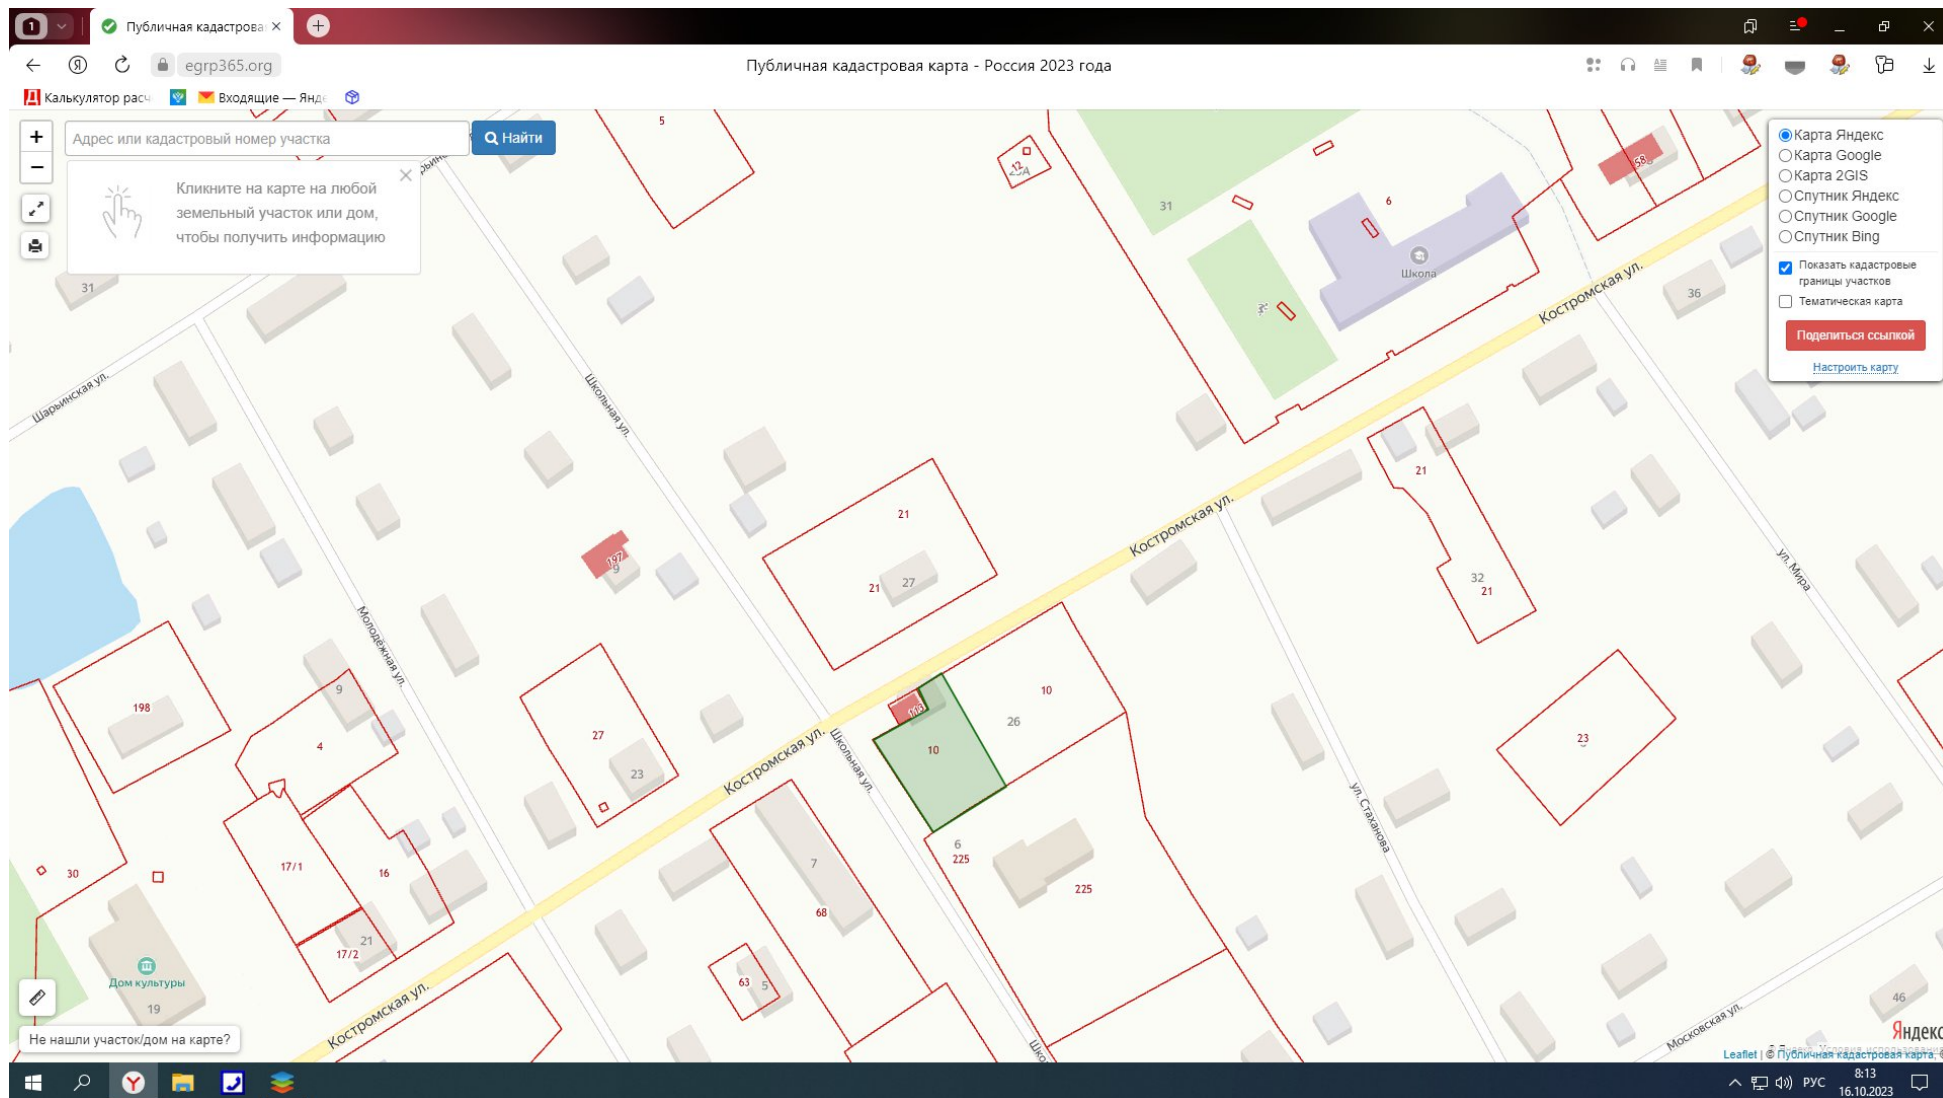 1
Публичная кадастрова
egrp365.org
Публичная кадастровая карта - Россия 2023 года
Калькулятор расч
Входящие — Янде
+
−
Адрес или кадастровый номер участка
Найти
Кликните на карте на любой
земельный участок или дом,
чтобы получить информацию
Карта Яндекс
Карта Google
Карта 2GIS
Спутник Яндекс
Спутник Google
Спутник Bing
Показать кадастровые
границы участков
Тематическая карта
Поделиться ссылкой
Настроить карту
5
12
31
6
58
Школа
36
31
Костромская ул.
Шарьинская ул.
Школьная ул.
21
21
27
21
32
21
Костромская ул.
ул. Мира
197
9
Молодёжная ул.
198
9
4
27
23
113
10
10
26
23
Костромская ул.
Школьная ул.
ул. Стаханова
6
225
225
7
68
17/1
16
30
21
17/2
63
5
Дом культуры
19
Костромская ул.
46
Московская ул.
Яндекс
Не нашли участок/дом на карте?
Leaflet | © Публичная кадастровая карта,
РУС
8:13
16.10.2023